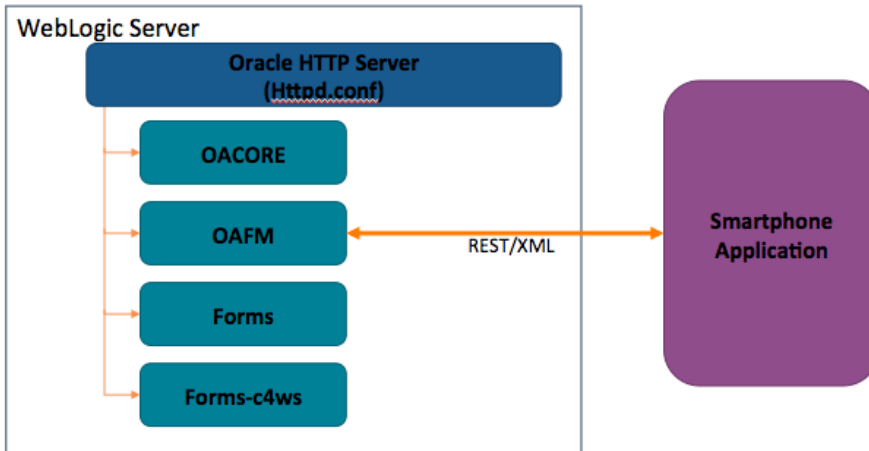 WebLogic Server
Oracle HTTP Server
(Httpd.conf)
OACORE
OAFM
Forms
Forms-c4ws
REST/XML
Smartphone
Application